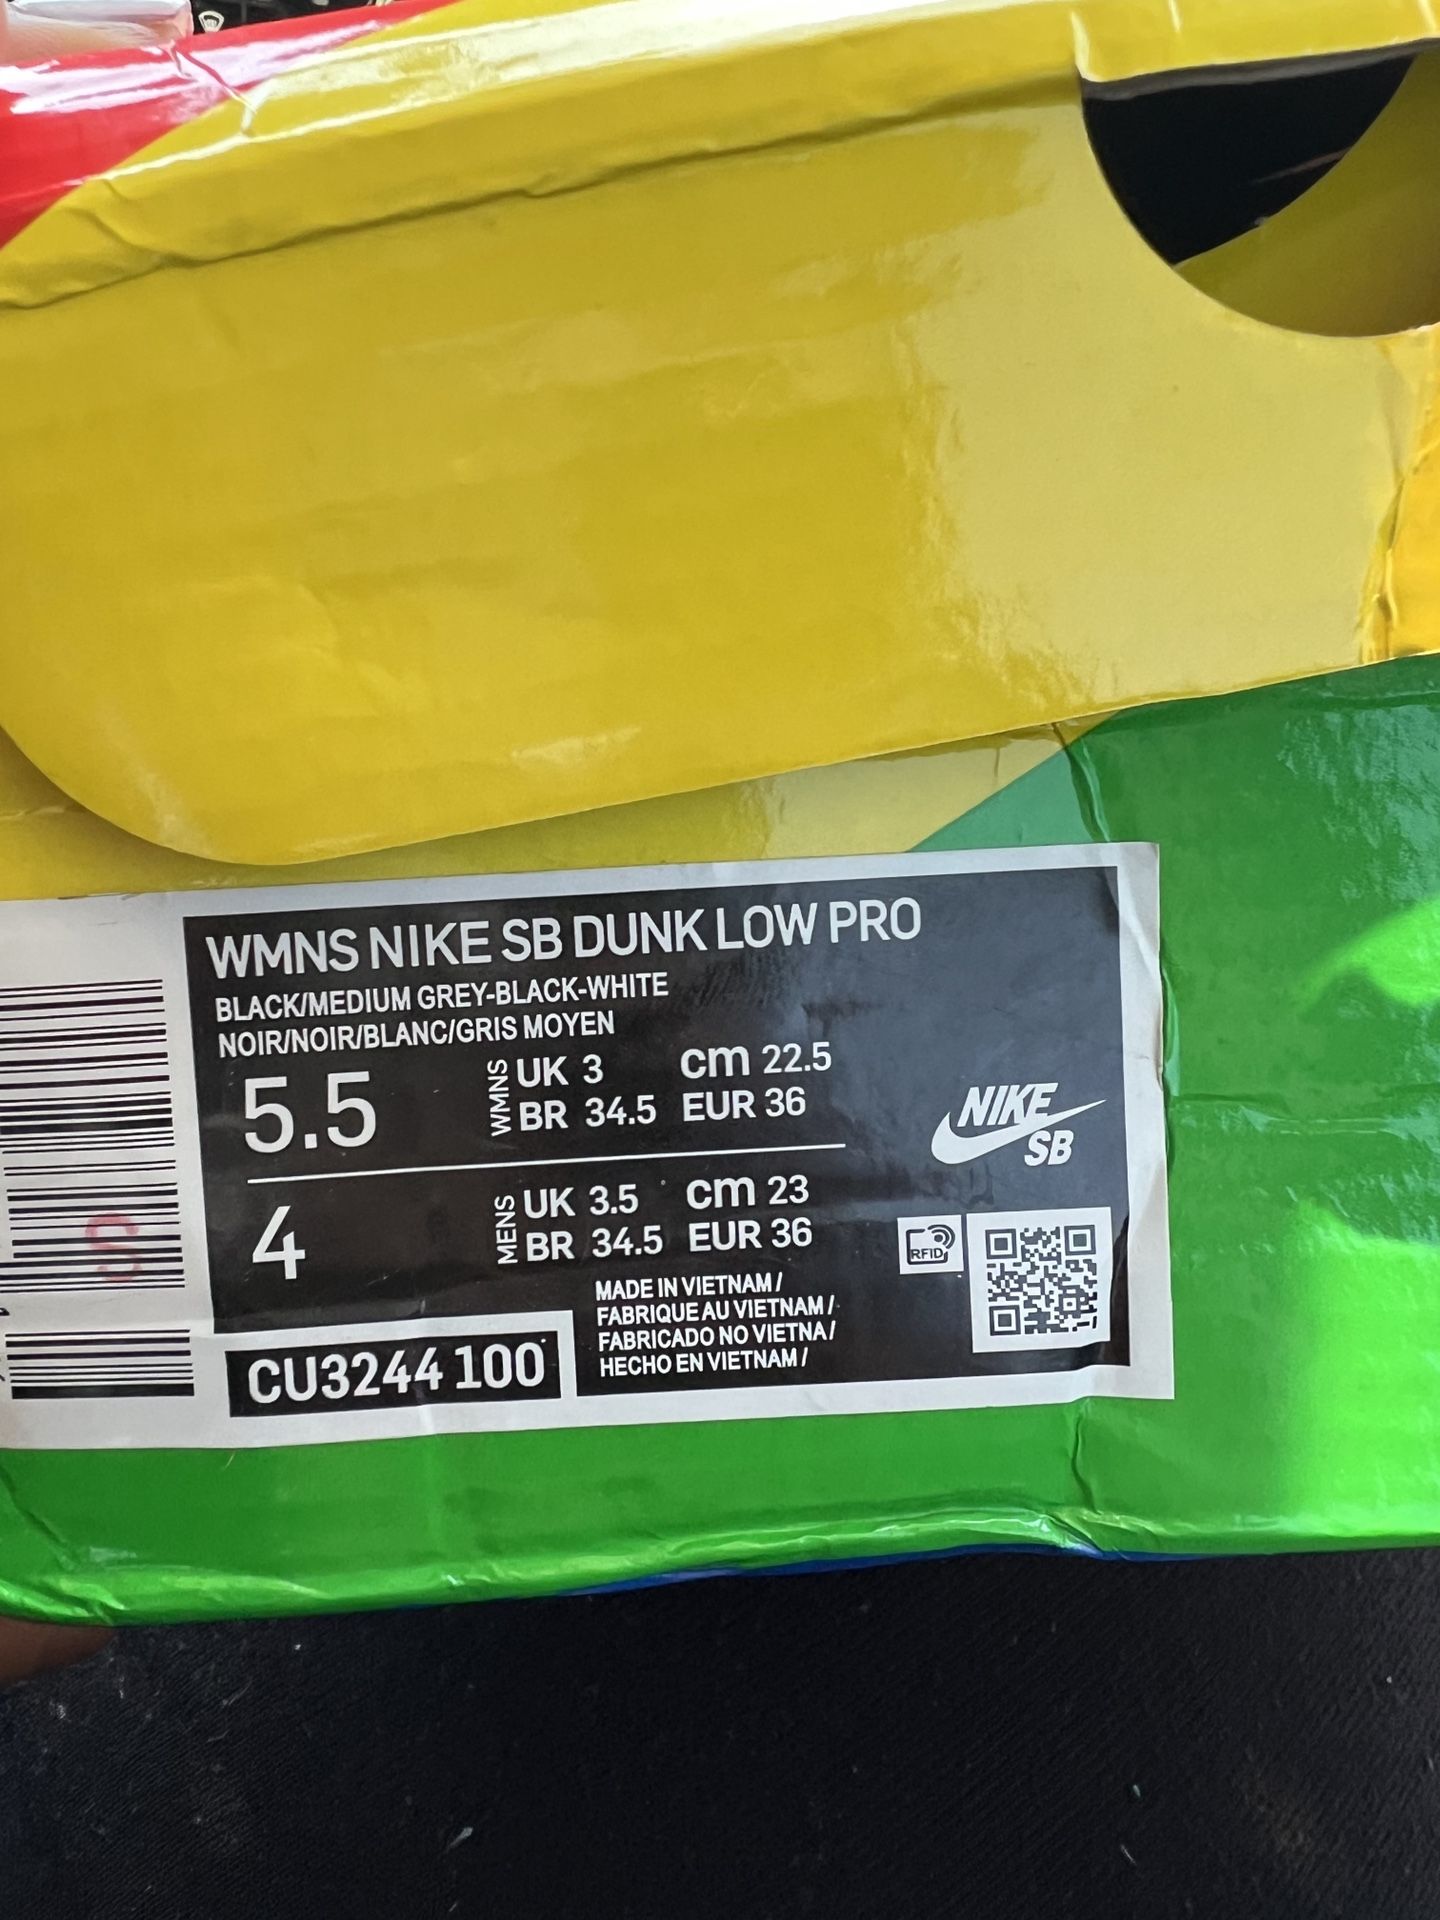 WMNS NIKE SB DUNK LOW PRO
BLACK/MEDIUM GREY-BLACK-WHITE
NOIR/NOIR/BLANC/GRIS MOYEN
5.5 WMNS UK 3 cm 22.5
BR 34.5 EUR 36
4 MENS UK 3.5 cm 23
BR 34.5 EUR 36
NIKE
SB
RFID
MADE IN VIETNAM /
FABRIQUE AU VIETNAM /
FABRICADO NO VIETNA /
HECHO EN VIETNAM /
CU3244 100
S